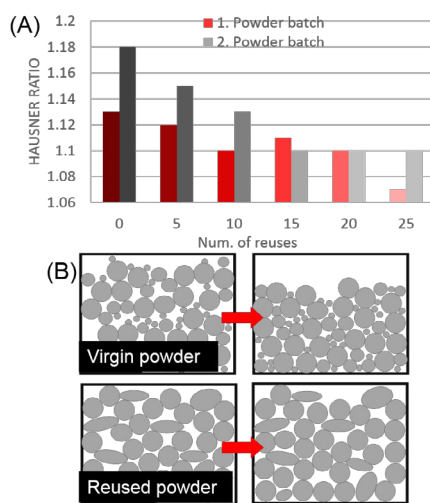 (A)
1.2
1.18
1.16
1.14
1.12
1.1
1.08
1.06
HAUSNER RATIO
1. Powder batch
2. Powder batch
0 5 10 15 20 25
Num. of reuses
(B)
Virgin powder
Reused powder